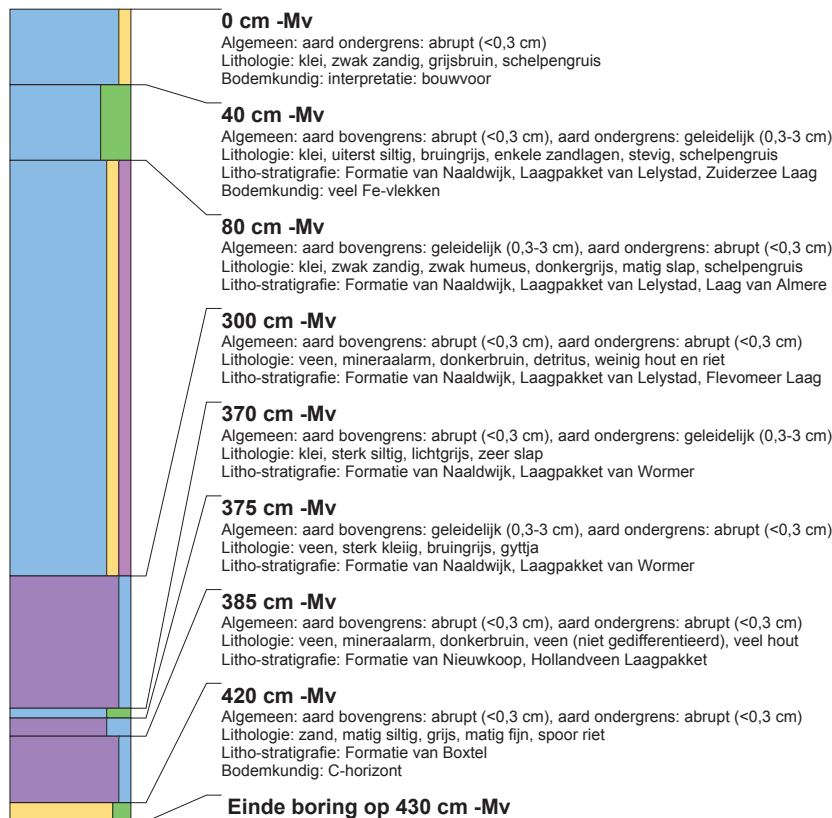 0 cm -Mv
Algemeen: aard ondergrens: abrupt (<0,3 cm)
Lithologie: klei, zwak zandig, grijsbruin, schelpengruis
Bodemkundig: interpretatie: bouwvoor
40 cm -Mv
Algemeen: aard bovengrens: abrupt (<0,3 cm), aard ondergrens: geleidelijk (0,3-3 cm)
Lithologie: klei, uiterst siltig, bruingrijs, enkele zandlagen, stevig, schelpengruis
Litho-stratigrafie: Formatie van Naaldwijk, Laagpakket van Lelystad, Zuiderzee Laag
Bodemkundig: veel Fe-vlekken
80 cm -Mv
Algemeen: aard bovengrens: geleidelijk (0,3-3 cm), aard ondergrens: abrupt (<0,3 cm)
Lithologie: klei, zwak zandig, zwak humeus, donkergrijs, matig slap, schelpengruis
Litho-stratigrafie: Formatie van Naaldwijk, Laagpakket van Lelystad, Laag van Almere
300 cm -Mv
Algemeen: aard bovengrens: abrupt (<0,3 cm), aard ondergrens: abrupt (<0,3 cm)
Lithologie: veen, mineraalarm, donkerbruin, detritus, weinig hout en riet
Litho-stratigrafie: Formatie van Naaldwijk, Laagpakket van Lelystad, Flevomeer Laag
370 cm -Mv
Algemeen: aard bovengrens: abrupt (<0,3 cm), aard ondergrens: geleidelijk (0,3-3 cm)
Lithologie: klei, sterk siltig, lichtgrijs, zeer slap
Litho-stratigrafie: Formatie van Naaldwijk, Laagpakket van Wormer
375 cm -Mv
Algemeen: aard bovengrens: geleidelijk (0,3-3 cm), aard ondergrens: abrupt (<0,3 cm)
Lithologie: veen, sterk kleiig, bruingrijs, gyttja
Litho-stratigrafie: Formatie van Naaldwijk, Laagpakket van Wormer
385 cm -Mv
Algemeen: aard bovengrens: abrupt (<0,3 cm), aard ondergrens: abrupt (<0,3 cm)
Lithologie: veen, mineraalarm, donkerbruin, veen (niet gedifferentieerd), veel hout
Litho-stratigrafie: Formatie van Nieuwkoop, Hollandveen Laagpakket
420 cm -Mv
Algemeen: aard bovengrens: abrupt (<0,3 cm), aard ondergrens: abrupt (<0,3 cm)
Lithologie: zand, matig siltig, grijs, matig fijn, spoor riet
Litho-stratigrafie: Formatie van Boxtel
Bodemkundig: C-horizont
Einde boring op 430 cm -Mv